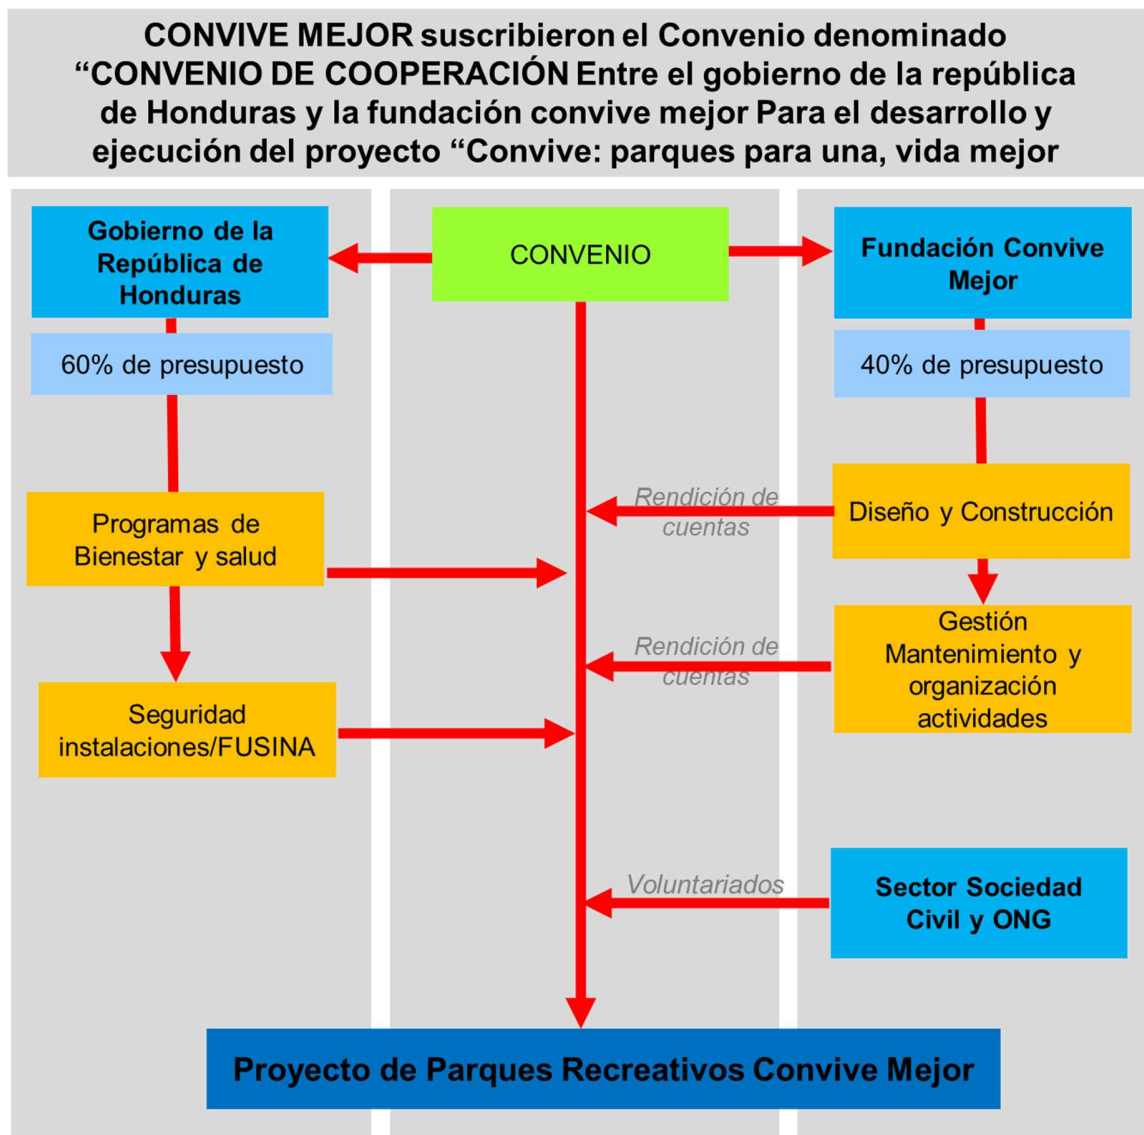 CONVIVE MEJOR suscribieron el Convenio denominado
“CONVENIO DE COOPERACIÓN Entre el gobierno de la república
de Honduras y la fundación convive mejor Para el desarrollo y
ejecución del proyecto “Convive: parques para una, vida mejor
Gobierno de la
República de
Honduras
CONVENIO
Fundación Convive
Mejor
60% de presupuesto
40% de presupuesto
Programas de
Bienestar y salud
Rendición de
cuentas
Diseño y Construcción
Rendición de
cuentas
Gestión
Mantenimiento y
organización
actividades
Seguridad
instalaciones/FUSINA
Voluntariados
Sector Sociedad
Civil y ONG
Proyecto de Parques Recreativos Convive Mejor